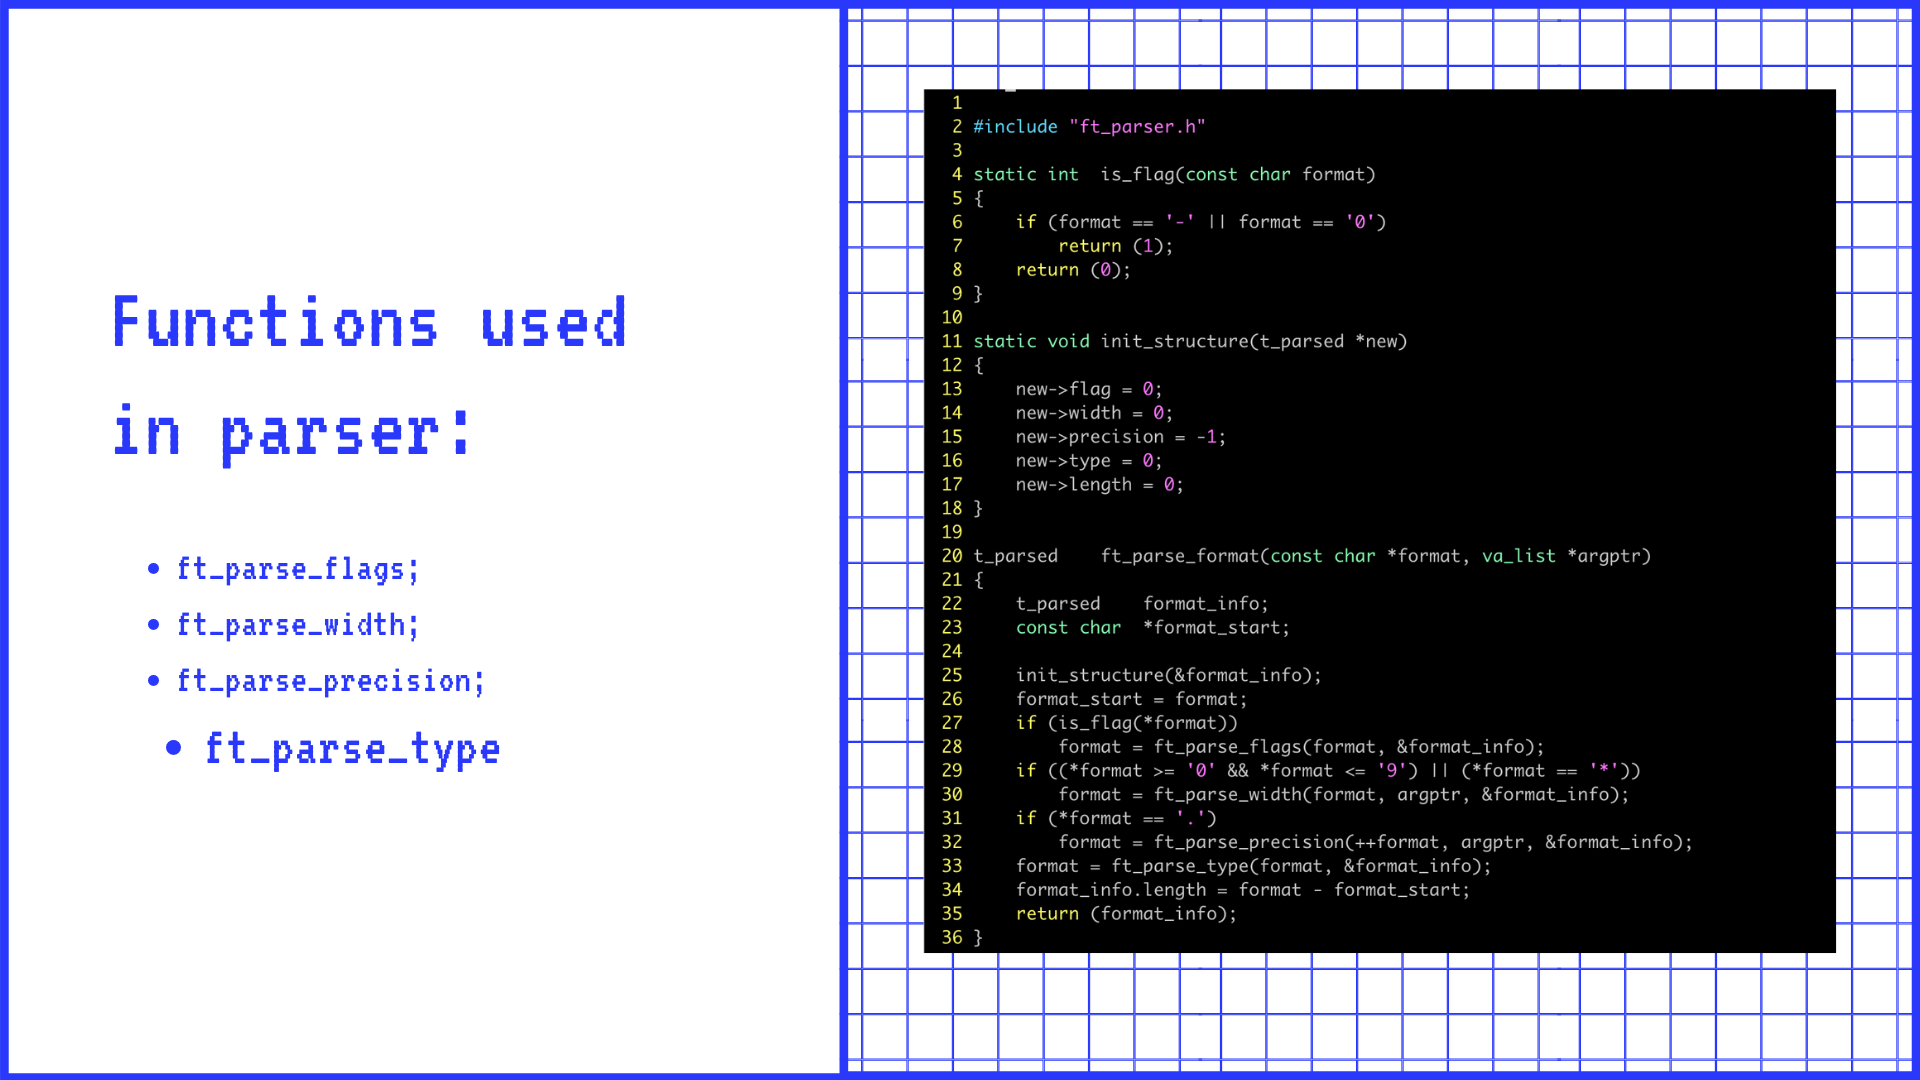 Functions used
in parser:
• ft_parse_flags;
• ft_parse_width;
• ft_parse_precision;
• ft_parse_type
1
2 #include "ft_parser.h"
3
4 static int  is_flag(const char format)
5 {
6     if (format == '-' || format == '0')
7         return (1);
8     return (0);
9 }
10
11 static void init_structure(t_parsed *new)
12 {
13     new->flag = 0;
14     new->width = 0;
15     new->precision = -1;
16     new->type = 0;
17     new->length = 0;
18 }
19
20 t_parsed    ft_parse_format(const char *format, va_list *argptr)
21 {
22     t_parsed    format_info;
23     const char  *format_start;
24
25     init_structure(&format_info);
26     format_start = format;
27     if (is_flag(*format))
28         format = ft_parse_flags(format, &format_info);
29     if ((*format >= '0' && *format <= '9') || (*format == '*'))
30         format = ft_parse_width(format, argptr, &format_info);
31     if (*format == '.')
32         format = ft_parse_precision(++format, argptr, &format_info);
33     format = ft_parse_type(format, &format_info);
34     format_info.length = format - format_start;
35     return (format_info);
36 }